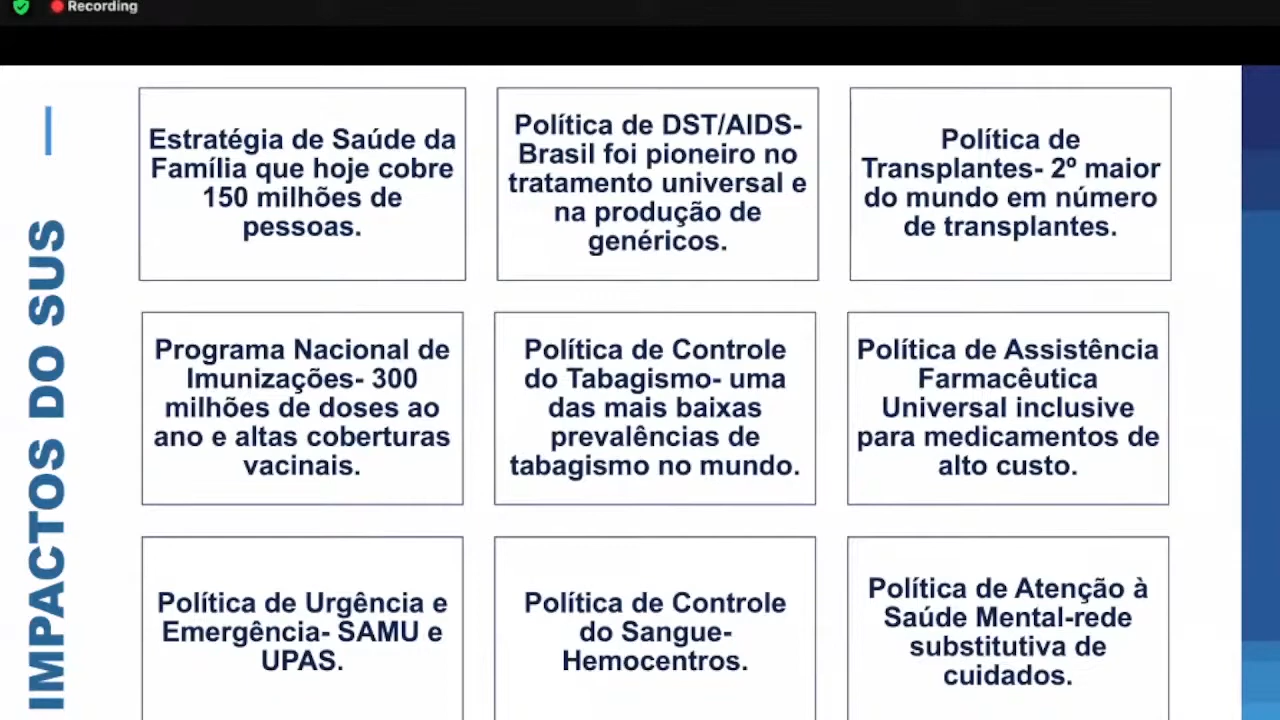 Recording
IMPACTOS DO SUS
Estratégia de Saúde da
Família que hoje cobre
150 milhões de
pessoas.
Política de DST/AIDS-
Brasil foi pioneiro no
tratamento universal e
na produção de
genéricos.
Política de
Transplantes- 2º maior
do mundo em número
de transplantes.
Programa Nacional de
Imunizações- 300
milhões de doses ao
ano e altas coberturas
vacinais.
Política de Controle
do Tabagismo- uma
das mais baixas
prevalências de
tabagismo no mundo.
Política de Assistência
Farmacêutica
Universal inclusive
para medicamentos de
alto custo.
Política de Urgência e
Emergência- SAMU e
UPAS.
Política de Controle
do Sangue-
Hemocentros.
Política de Atenção à
Saúde Mental-rede
substitutiva de
cuidados.